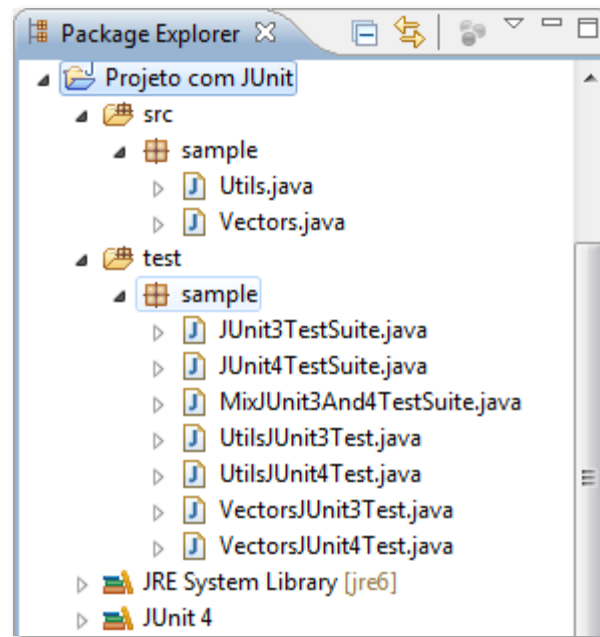 Package Explorer
Projeto com JUnit
src
sample
Utils.java
Vectors.java
test
sample
JUnit3TestSuite.java
JUnit4TestSuite.java
MixJUnit3And4TestSuite.java
UtilsJUnit3Test.java
UtilsJUnit4Test.java
VectorsJUnit3Test.java
VectorsJUnit4Test.java
JRE System Library [jre6]
JUnit 4